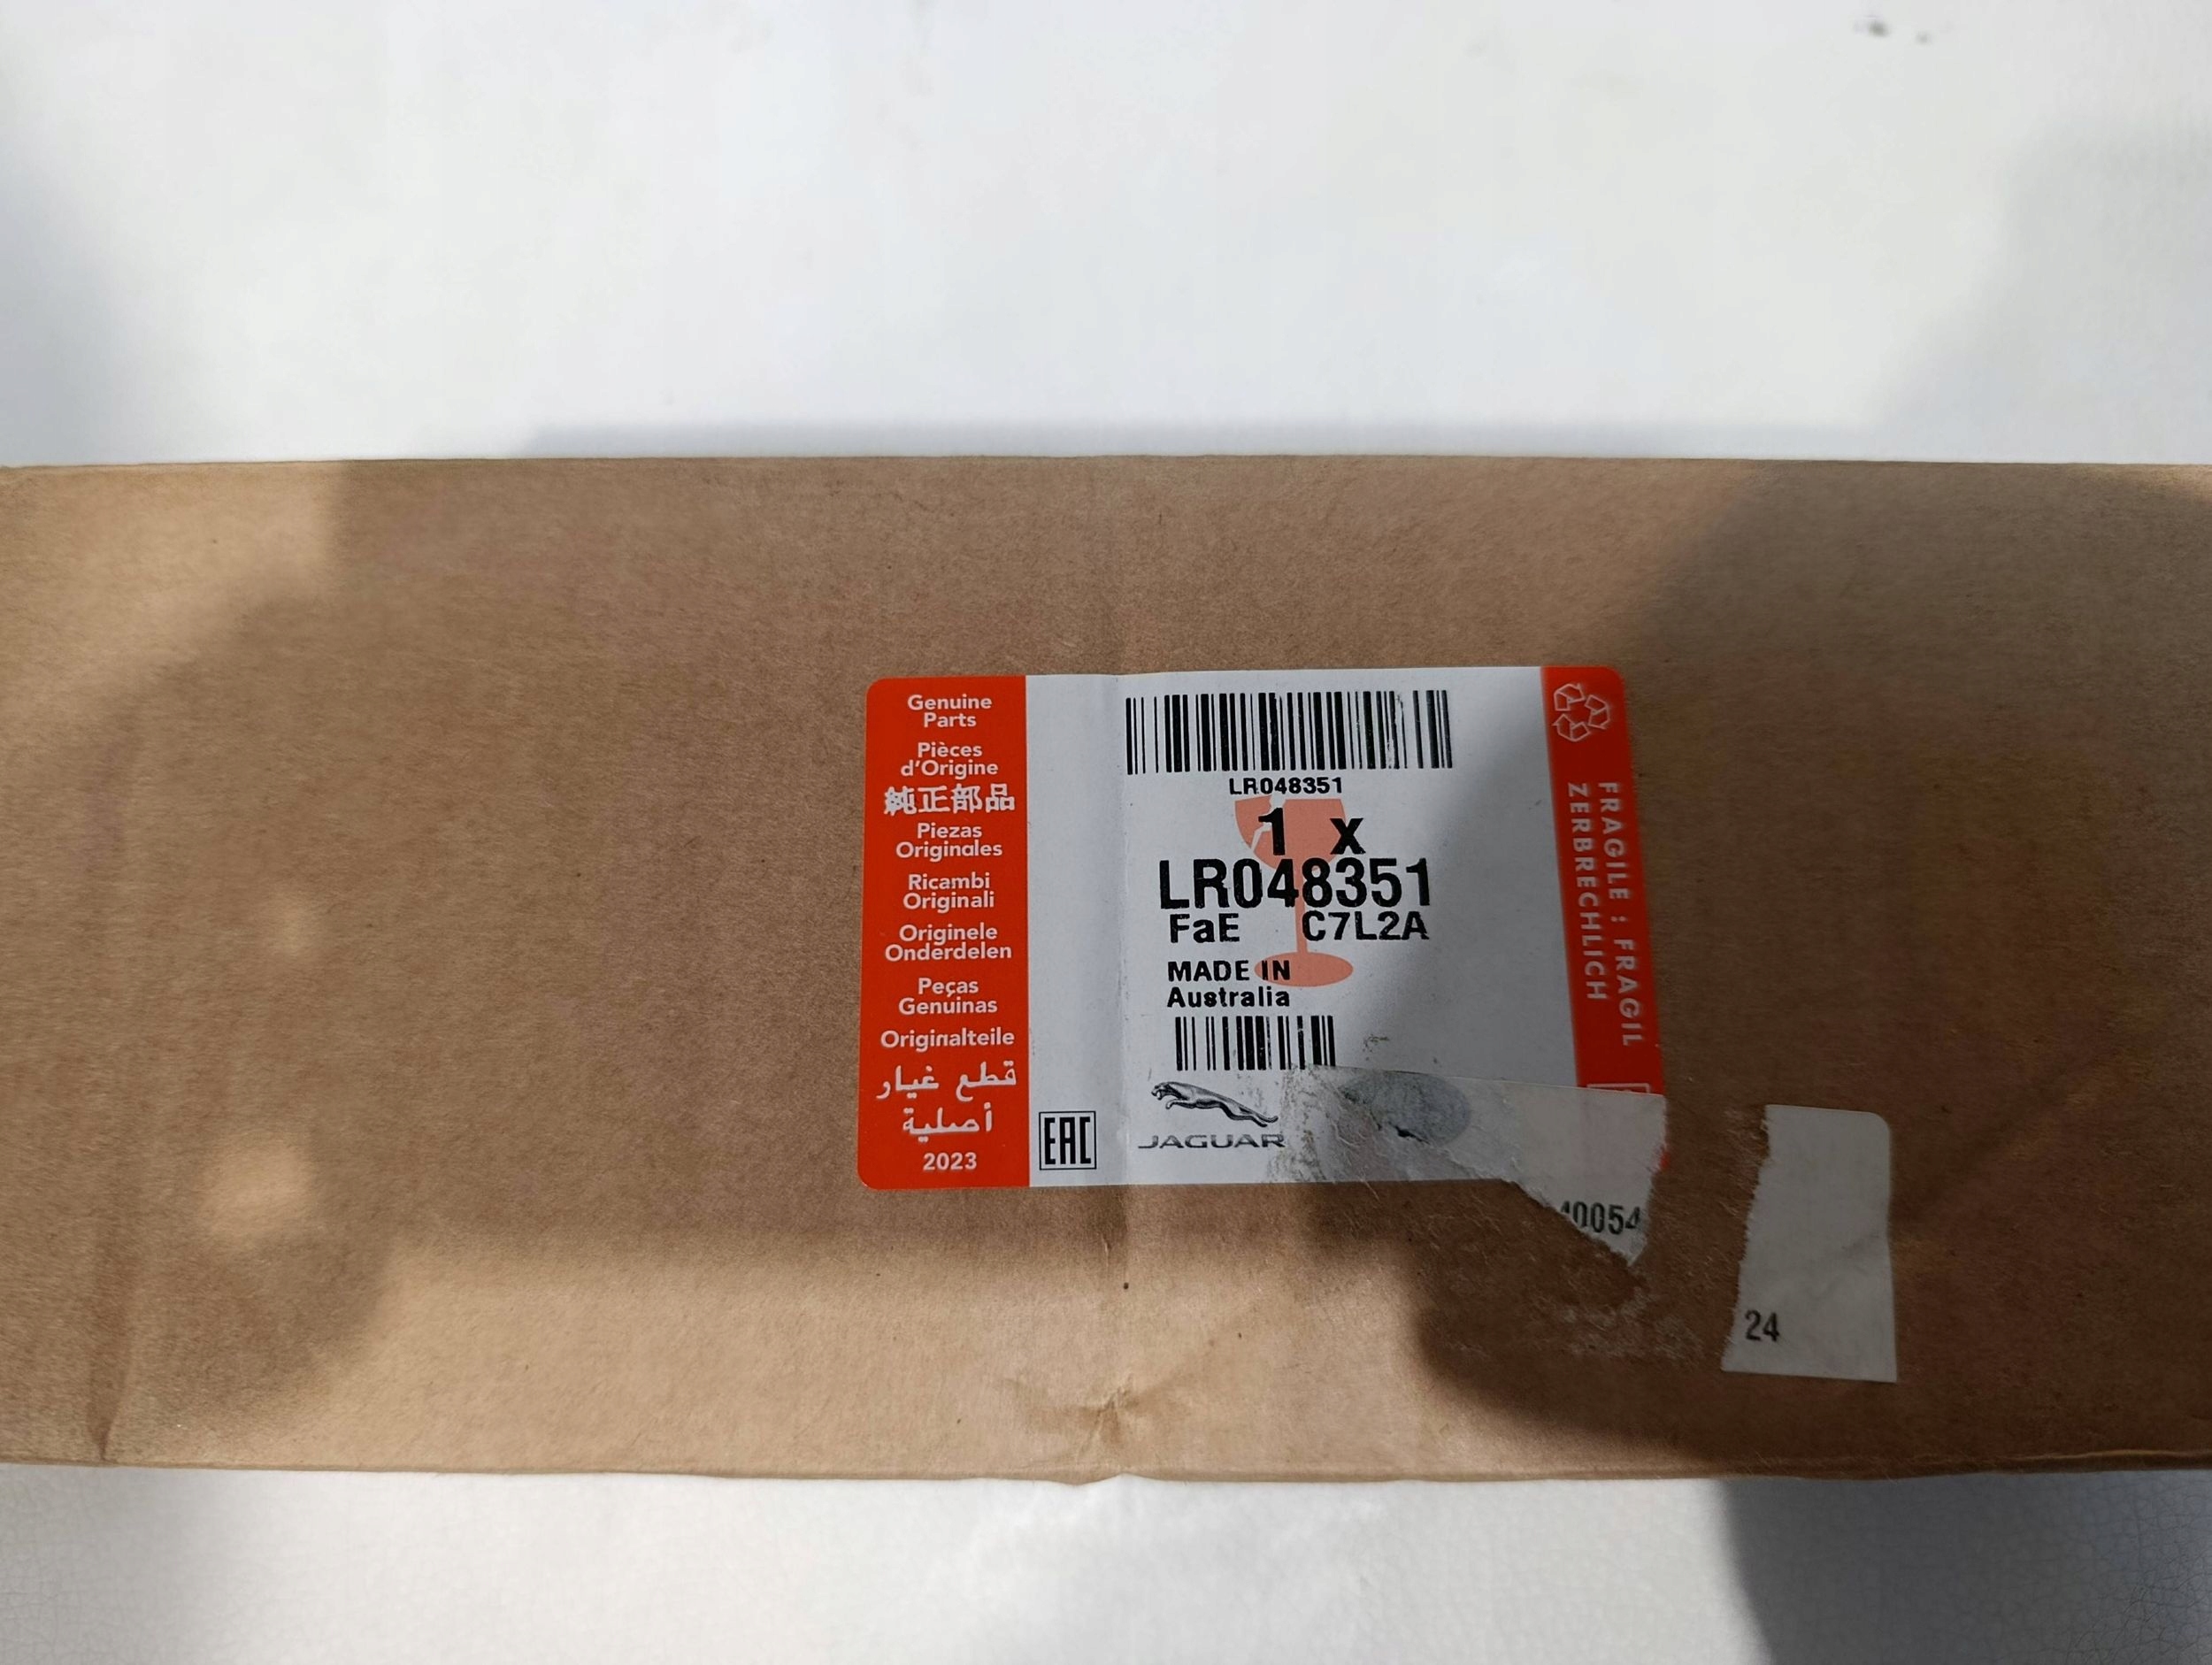 Genuine
Parts
Pièces
d'Origine
純正部品
Piezas
Originales
Ricambi
Originali
Originele
Onderdelen
Peças
Genuinas
Originalteile
قطع غيار
أصلية
2023
EAC
LR048351
1 x
LR048351
FaE C7L2A
MADE IN
Australia
JAGUAR
FRAGILE : FRAGIL
ZERBRECHLICH
24